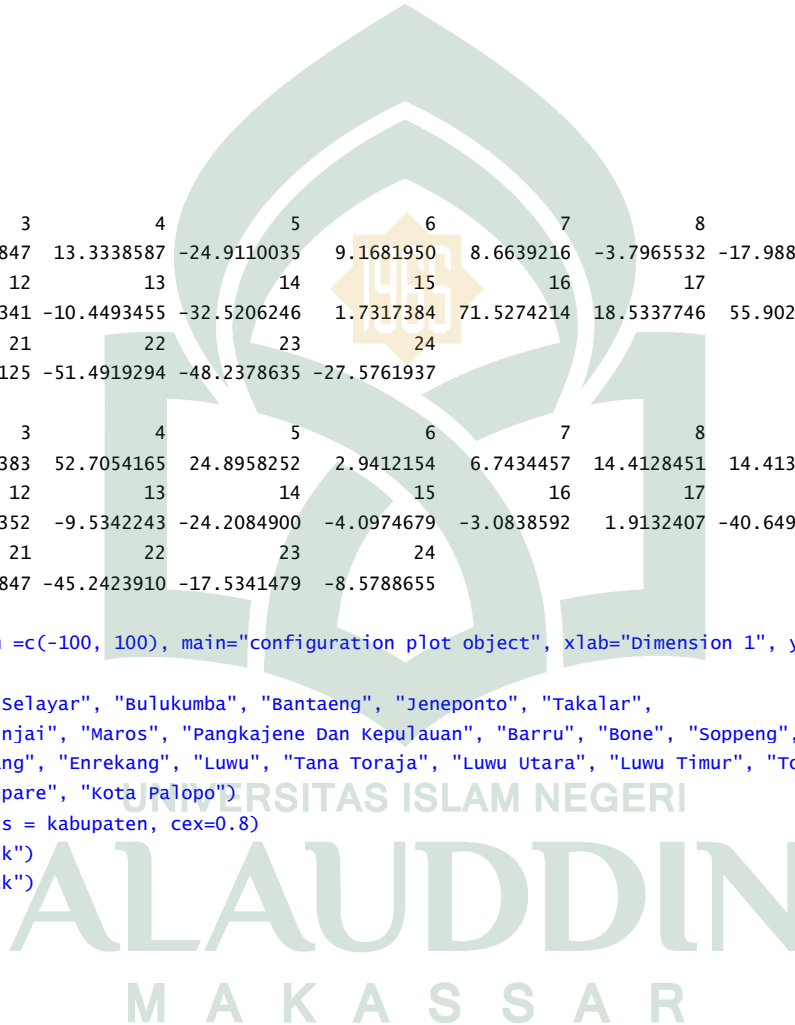 3 4 5 6 7 8
847 13.3338587 -24.9110035 9.1681950 8.6639216 -3.7965532 -17.988
12 13 14 15 16 17
341 -10.4493455 -32.5206246 1.7317384 71.5274214 18.5337746 55.902
21 22 23 24
125 -51.4919294 -48.2378635 -27.5761937
3 4 5 6 7 8
383 52.7054165 24.8958252 2.9412154 6.7434457 14.4128451 14.413
12 13 14 15 16 17
352 -9.5342243 -24.2084900 -4.0974679 -3.0838592 1.9132407 -40.649
21 22 23 24
847 -45.2423910 -17.5341479 -8.5788655
=c(-100, 100), main="configuration plot object", xlab="Dimension 1", y
Selayar", "Bulukumba", "Bantaeng", "Jeneponto", "Takalar",
njai", "Maros", "Pangkajene Dan Kepulauan", "Barru", "Bone", "Soppeng",
ang", "Enrekang", "Luwu", "Tana Toraja", "Luwu Utara", "Luwu Timur", "To
pare", "Kota Palopo")
s = kabupaten, cex=0.8)
k")
k")
1965
UNIVERSITAS ISLAM NEGERI
ALAUDDIN
MAKASSAR